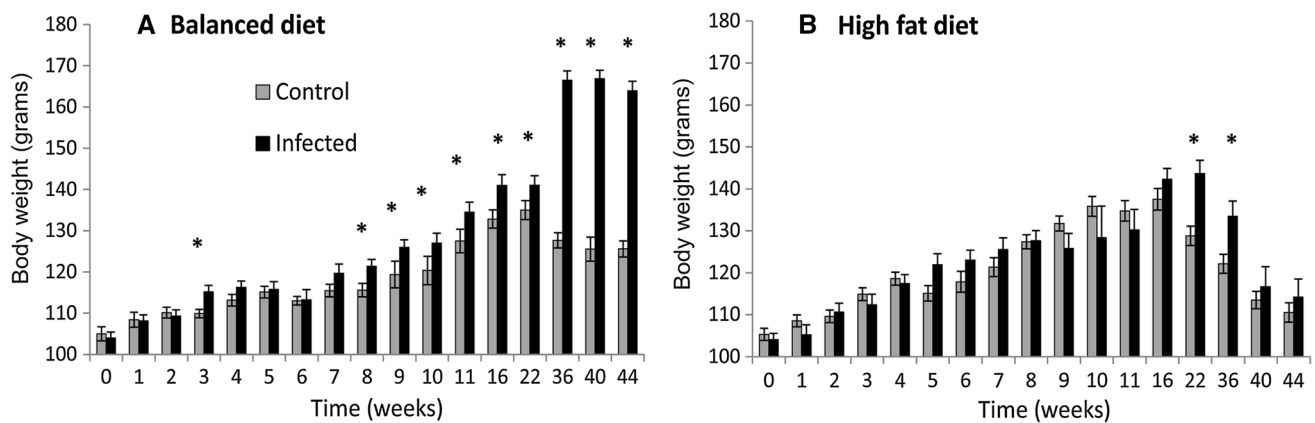 A Balanced diet
180
170
160
150
140
130
120
110
100
Body weight (grams)
Control
Infected
* * * * * * * * * * *
0 1 2 3 4 5 6 7 8 9 10 11 16 22 36 40 44
Time (weeks)
B High fat diet
180
170
160
150
140
130
120
110
100
Body weight (grams)
* *
0 1 2 3 4 5 6 7 8 9 10 11 16 22 36 40 44
Time (weeks)